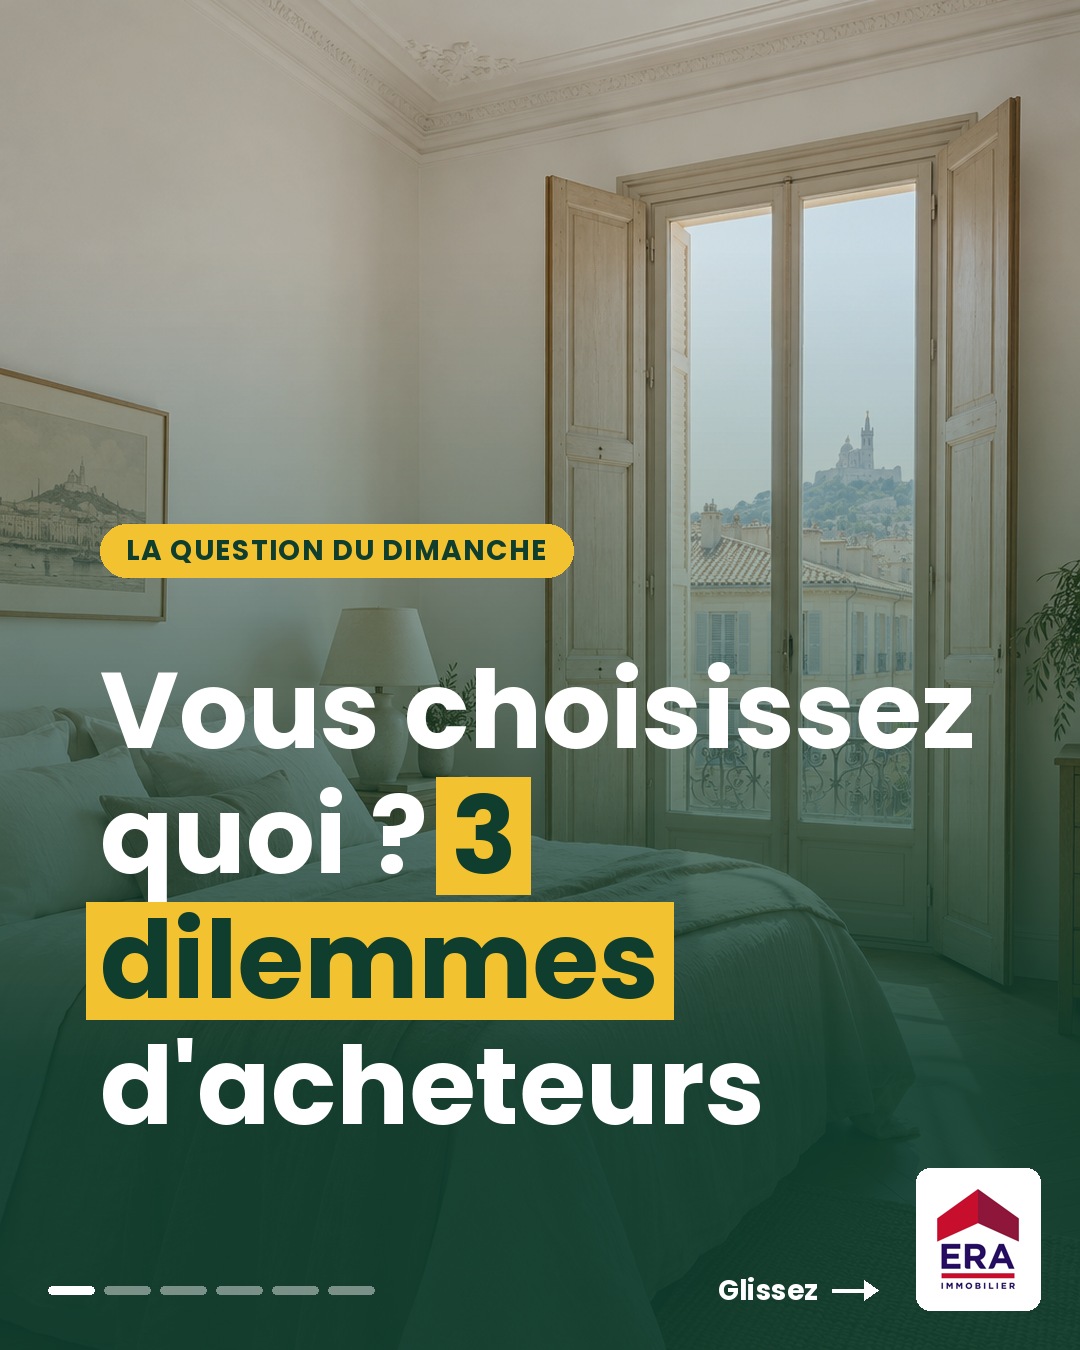 LA QUESTION DU DIMANCHE
Vous choisissez
quoi ? 3
dilemmes
d'acheteurs
Glissez
ERA
IMMOBILIER